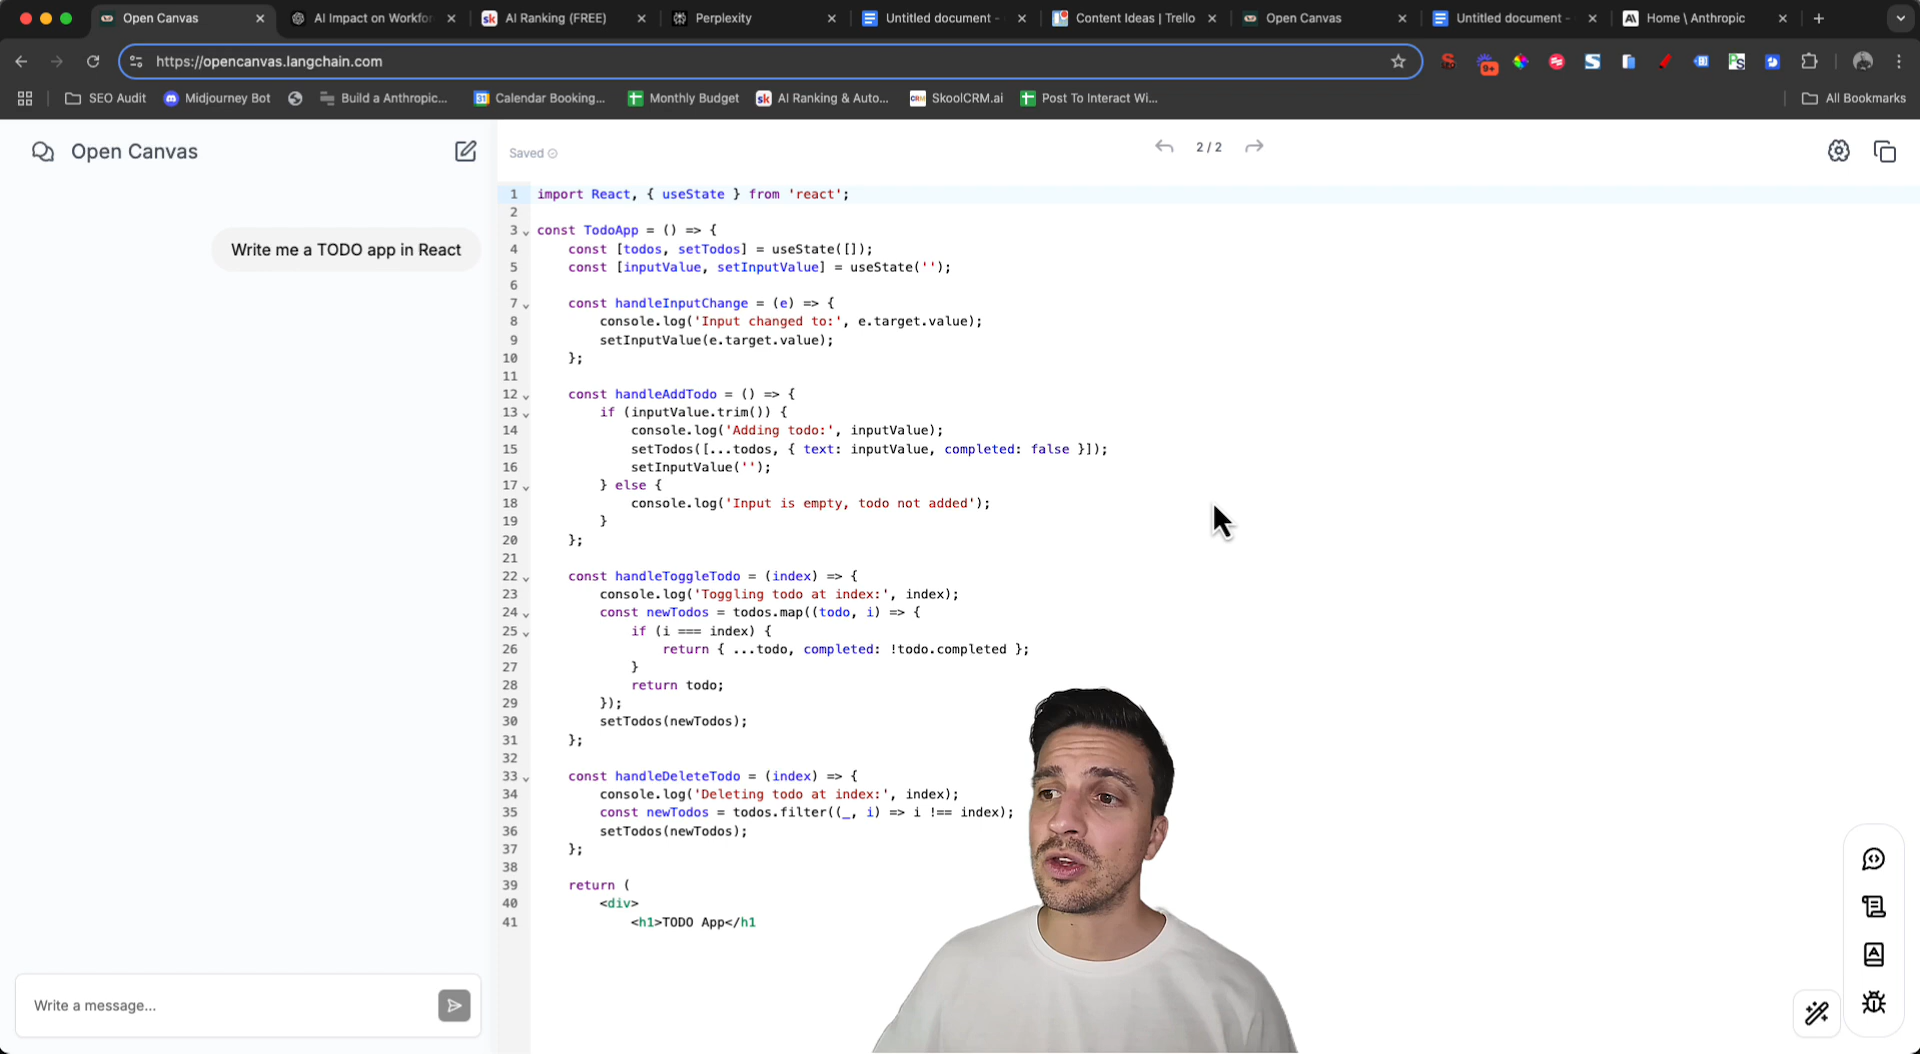 Open Canvas
AI Impact on Workfor
AI Ranking (FREE)
Perplexity
Untitled document -
Content Ideas | Trello
Open Canvas
Untitled document -
Home \ Anthropic
https://opencanvas.langchain.com
9+
SEO Audit
Midjourney Bot
Build a Anthropic...
Calendar Booking...
Monthly Budget
AI Ranking & Auto...
SkoolCRM.ai
Post To Interact Wi...
All Bookmarks
Open Canvas
Saved
2 / 2
Write me a TODO app in React
1 import React, { useState } from 'react';
2
3 const TodoApp = () => {
4     const [todos, setTodos] = useState([]);
5     const [inputValue, setInputValue] = useState('');
6
7     const handleInputChange = (e) => {
8         console.log('Input changed to:', e.target.value);
9         setInputValue(e.target.value);
10     };
11
12     const handleAddTodo = () => {
13         if (inputValue.trim()) {
14             console.log('Adding todo:', inputValue);
15             setTodos([...todos, { text: inputValue, completed: false }]);
16             setInputValue('');
17         } else {
18             console.log('Input is empty, todo not added');
19         }
20     };
21
22     const handleToggleTodo = (index) => {
23         console.log('Toggling todo at index:', index);
24         const newTodos = todos.map((todo, i) => {
25             if (i === index) {
26                 return { ...todo, completed: !todo.completed };
27             }
28             return todo;
29         });
30         setTodos(newTodos);
31     };
32
33     const handleDeleteTodo = (index) => {
34         console.log('Deleting todo at index:', index);
35         const newTodos = todos.filter((_, i) => i !== index);
36         setTodos(newTodos);
37     };
38
39     return (
40         <div>
41             <h1>TODO App</h1
Write a message...